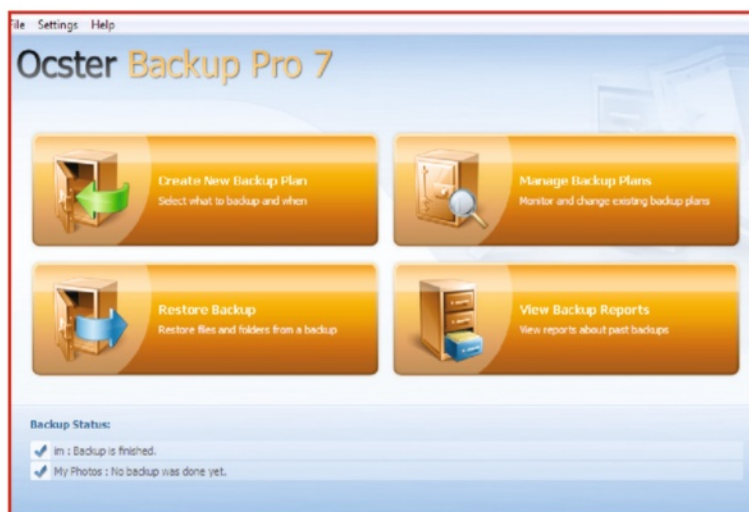 File Settings Help
Ocster Backup Pro 7
Create New Backup Plan
Select what to backup and when
Manage Backup Plans
Monitor and change existing backup plans
Restore Backup
Restore files and folders from a backup
View Backup Reports
View reports about past backups
Backup Status:
im : Backup is finished.
My Photos : No backup was done yet.